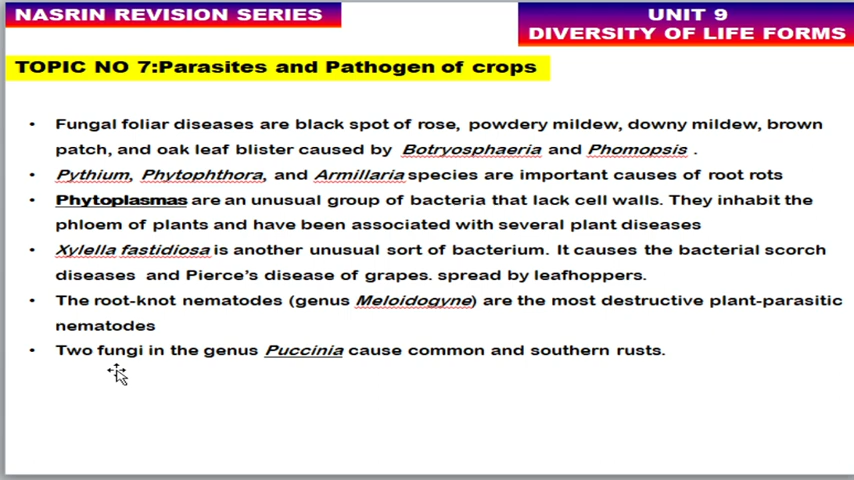 NASRIN REVISION SERIES
UNIT 9
DIVERSITY OF LIFE FORMS
TOPIC NO 7:Parasites and Pathogen of crops
• Fungal foliar diseases are black spot of rose, powdery mildew, downy mildew, brown
patch, and oak leaf blister caused by Botryosphaeria and Phomopsis .
• Pythium, Phytophthora, and Armillaria species are important causes of root rots
• Phytoplasmas are an unusual group of bacteria that lack cell walls. They inhabit the
phloem of plants and have been associated with several plant diseases
• Xylella fastidiosa is another unusual sort of bacterium. It causes the bacterial scorch
diseases and Pierce's disease of grapes. spread by leafhoppers.
• The root-knot nematodes (genus Meloidogyne) are the most destructive plant-parasitic
nematodes
• Two fungi in the genus Puccinia cause common and southern rusts.